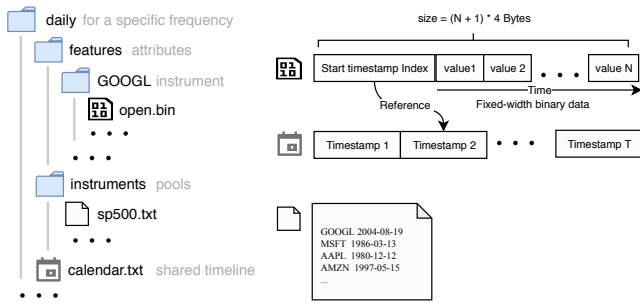 daily for a specific frequency
features attributes
GOOGL instrument
0110
open.bin
• • •
• • •
instruments pools
sp500.txt
• • •
calendar.txt shared timeline
• • •
size = (N + 1) * 4 Bytes
0110
Start timestamp Index value1 value 2 • • • value N
Time
Reference Fixed-width binary data
Timestamp 1 Timestamp 2 • • • Timestamp T
GOOGL 2004-08-19
MSFT 1986-03-13
AAPL 1980-12-12
AMZN 1997-05-15
...